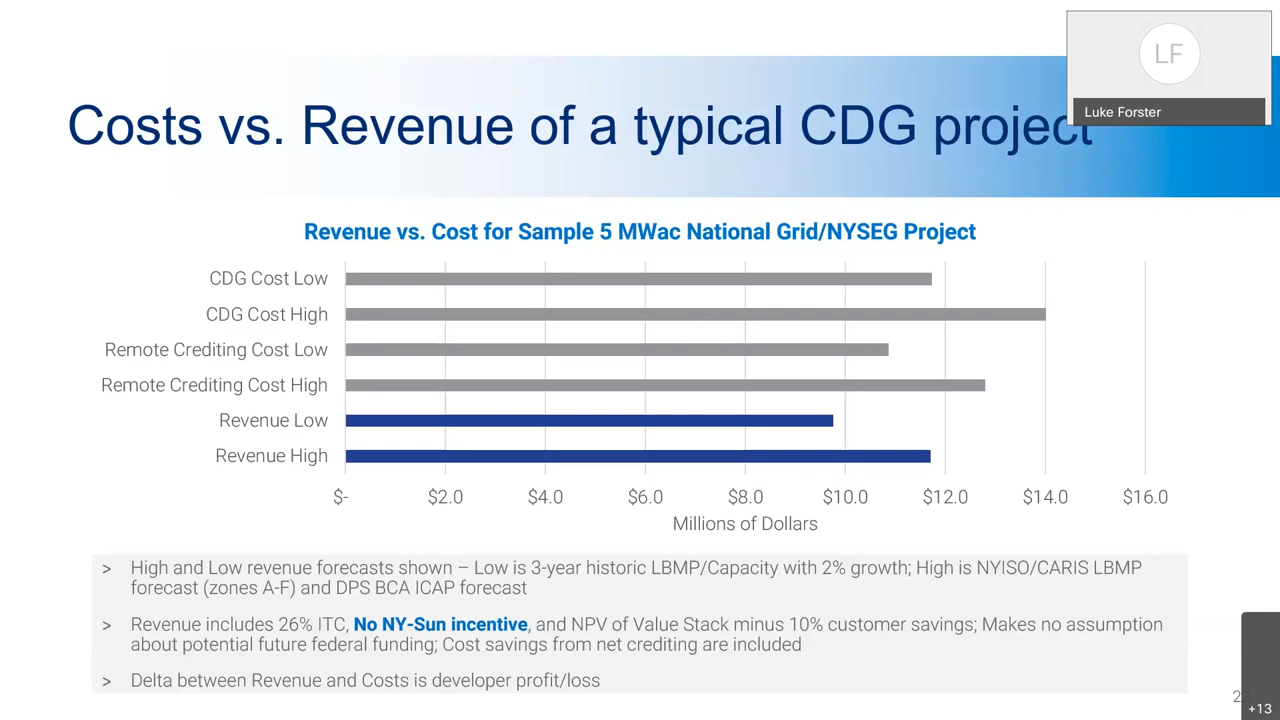 LF
Luke Forster
Costs vs. Revenue of a typical CDG project
Revenue vs. Cost for Sample 5 MWac National Grid/NYSEG Project
CDG Cost Low
CDG Cost High
Remote Crediting Cost Low
Remote Crediting Cost High
Revenue Low
Revenue High
$- $2.0 $4.0 $6.0 $8.0 $10.0 $12.0 $14.0 $16.0
Millions of Dollars
> High and Low revenue forecasts shown – Low is 3-year historic LBMP/Capacity with 2% growth; High is NYISO/CARIS LBMP
forecast (zones A-F) and DPS BCA ICAP forecast
> Revenue includes 26% ITC, No NY-Sun incentive, and NPV of Value Stack minus 10% customer savings; Makes no assumption
about potential future federal funding; Cost savings from net crediting are included
> Delta between Revenue and Costs is developer profit/loss
+13